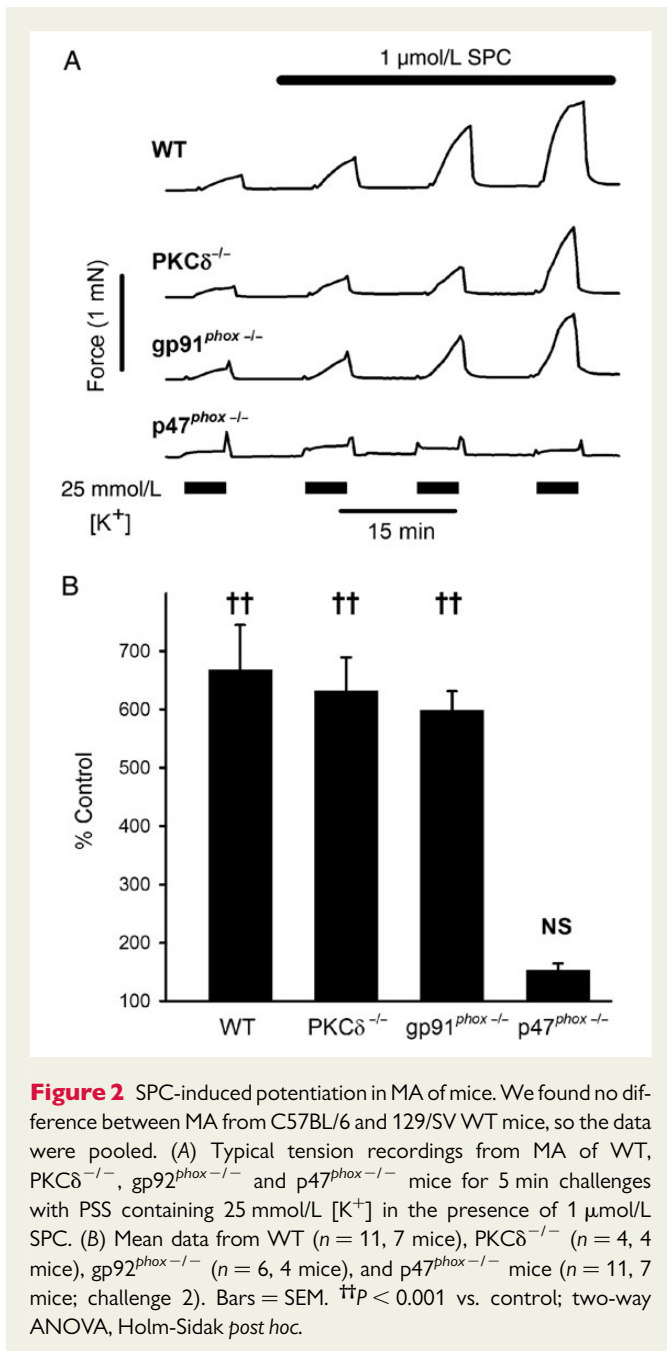 A
1 μmol/L SPC
WT
PKCδ⁻/⁻
gp91ᵖʰᵒˣ ⁻/⁻
p47ᵖʰᵒˣ ⁻/⁻
Force (1 mN)
25 mmol/L
[K⁺]
15 min
B
†† †† ††
NS
700
600
500
400
300
200
100
% Control
WT PKCδ ⁻/⁻ gp91ᵖʰᵒˣ ⁻/⁻ p47ᵖʰᵒˣ ⁻/⁻
Figure 2 SPC-induced potentiation in MA of mice. We found no dif-
ference between MA from C57BL/6 and 129/SV WT mice, so the data
were pooled. (A) Typical tension recordings from MA of WT,
PKCδ⁻/⁻, gp92ᵖʰᵒˣ⁻/⁻ and p47ᵖʰᵒˣ⁻/⁻ mice for 5 min challenges
with PSS containing 25 mmol/L [K⁺] in the presence of 1 μmol/L
SPC. (B) Mean data from WT (n = 11, 7 mice), PKCδ⁻/⁻ (n = 4, 4
mice), gp92ᵖʰᵒˣ⁻/⁻ (n = 6, 4 mice), and p47ᵖʰᵒˣ⁻/⁻ mice (n = 11, 7
mice; challenge 2). Bars = SEM. ††P < 0.001 vs. control; two-way
ANOVA, Holm-Sidak post hoc.